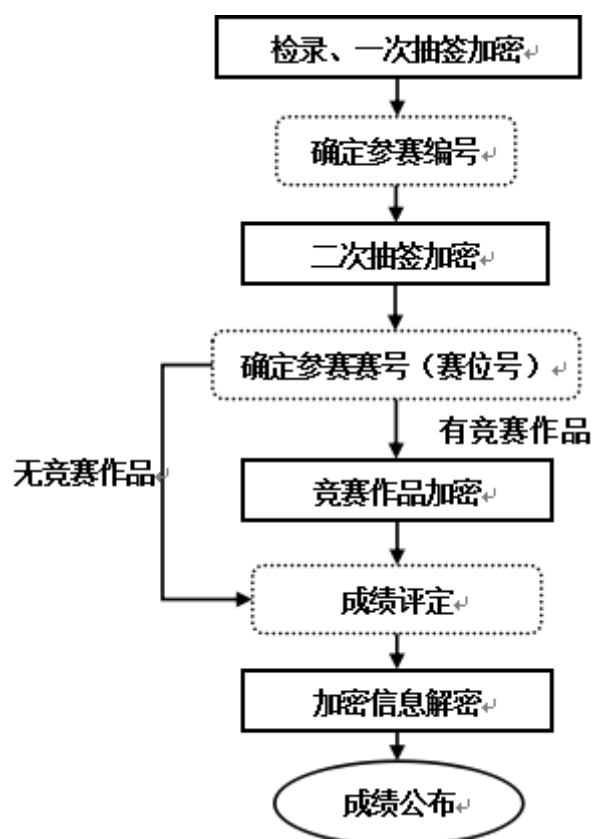 检录、一次抽签加密
确定参赛编号
二次抽签加密
确定参赛赛号（赛位号）
有竞赛作品
无竞赛作品
竞赛作品加密
成绩评定
加密信息解密
成绩公布